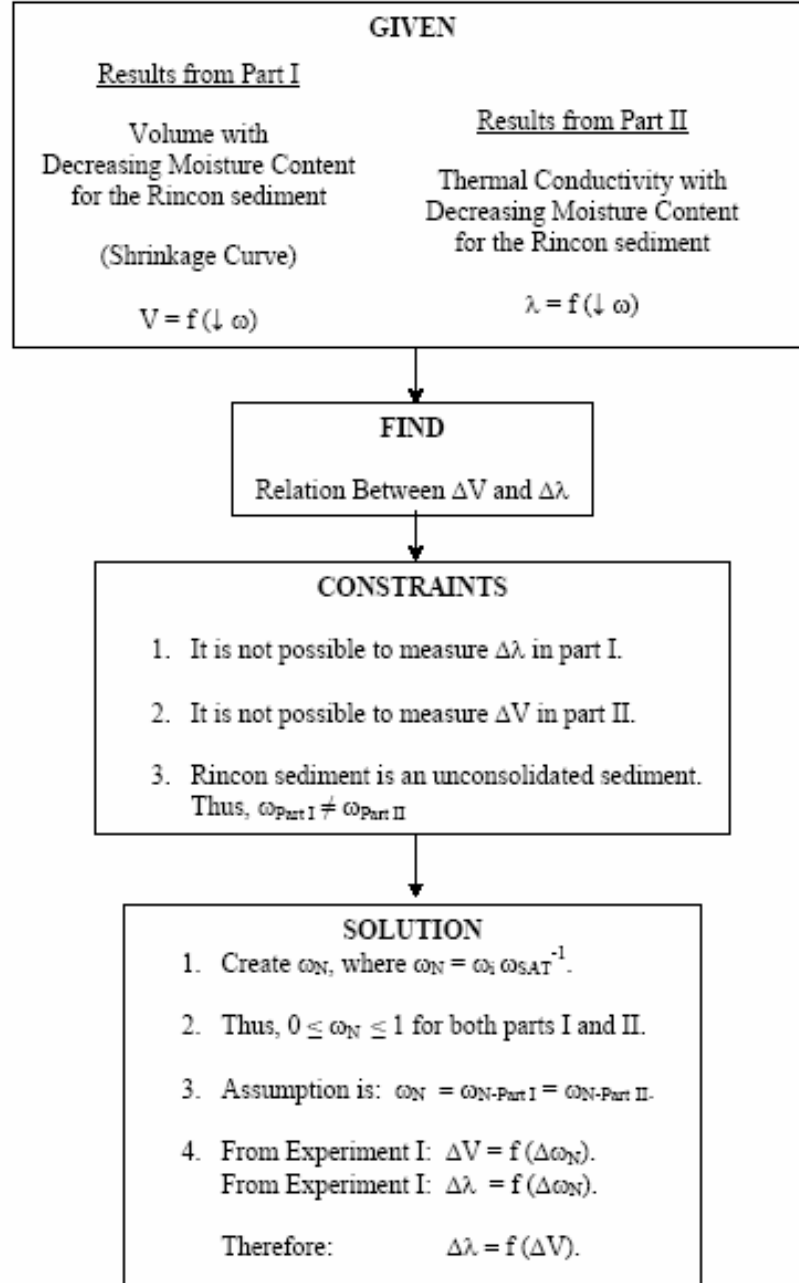 GIVEN
Results from Part I
Volume with
Decreasing Moisture Content
for the Rincon sediment
(Shrinkage Curve)
V = f (↓ ω)
Results from Part II
Thermal Conductivity with
Decreasing Moisture Content
for the Rincon sediment
λ = f (↓ ω)
FIND
Relation Between ΔV and Δλ
CONSTRAINTS
1. It is not possible to measure Δλ in part I.
2. It is not possible to measure ΔV in part II.
3. Rincon sediment is an unconsolidated sediment.
Thus, ωPart I ≠ ωPart II
SOLUTION
1. Create ωN, where ωN = ωi ωSAT⁻¹.
2. Thus, 0 ≤ ωN ≤ 1 for both parts I and II.
3. Assumption is: ωN = ωN-Part I = ωN-Part II.
4. From Experiment I: ΔV = f (ΔωN).
From Experiment I: Δλ = f (ΔωN).
Therefore: Δλ = f (ΔV).